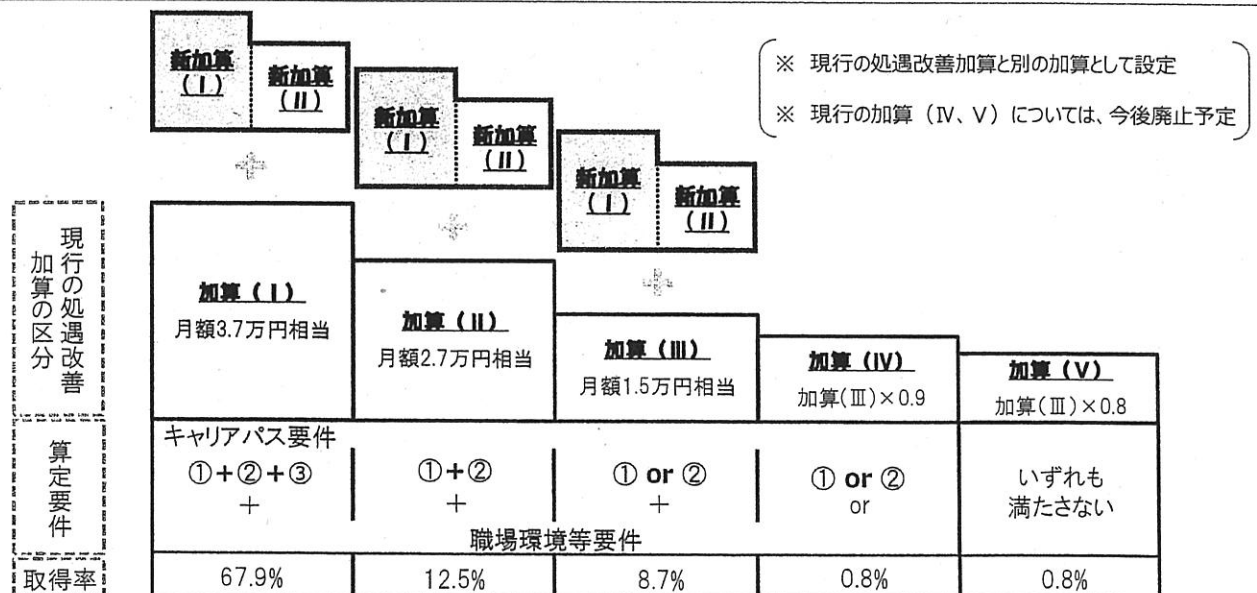 新加算
(Ⅰ)
新加算
(Ⅱ)
新加算
(Ⅰ)
新加算
(Ⅱ)
新加算
(Ⅰ)
新加算
(Ⅱ)
※ 現行の処遇改善加算と別の加算として設定
※ 現行の加算(Ⅳ、Ⅴ)については、今後廃止予定
現行の処遇改善
加算の区分
加算(Ⅰ)
月額3.7万円相当
加算(Ⅱ)
月額2.7万円相当
加算(Ⅲ)
月額1.5万円相当
加算(Ⅳ)
加算(Ⅲ)×0.9
加算(Ⅴ)
加算(Ⅲ)×0.8
算定要件
キャリアパス要件
①+②+③
+
①+②
+
① or ②
+
① or ②
or
いずれも
満たさない
職場環境等要件
取得率
67.9%
12.5%
8.7%
0.8%
0.8%